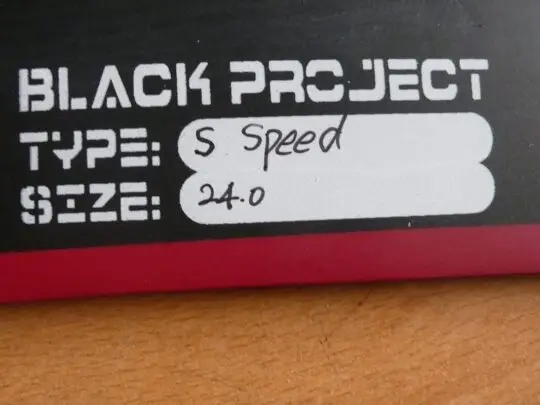 BLACK PROJECT
TYPE: S Speed
SIZE: 24.0